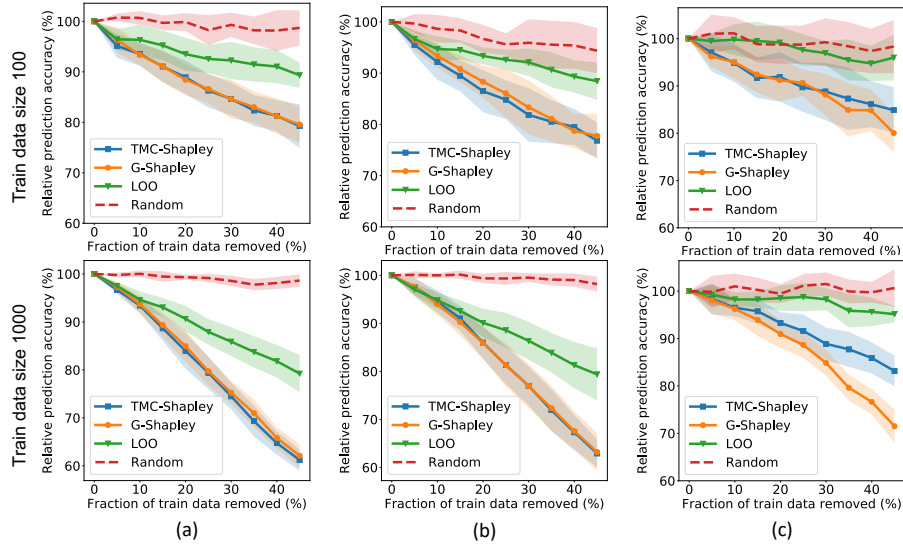 Train data size 100
Relative prediction accuracy (%)
100
90
80
70
60
TMC-Shapley
G-Shapley
LOO
Random
0 10 20 30 40
Fraction of train data removed (%)
Relative prediction accuracy (%)
100
90
80
70
60
TMC-Shapley
G-Shapley
LOO
Random
0 10 20 30 40
Fraction of train data removed (%)
Relative prediction accuracy (%)
100
90
80
70
60
TMC-Shapley
G-Shapley
LOO
Random
0 10 20 30 40
Fraction of train data removed (%)
Train data size 1000
Relative prediction accuracy (%)
100
90
80
70
60
TMC-Shapley
G-Shapley
LOO
Random
0 10 20 30 40
Fraction of train data removed (%)
(a)
Relative prediction accuracy (%)
100
90
80
70
60
TMC-Shapley
G-Shapley
LOO
Random
0 10 20 30 40
Fraction of train data removed (%)
(b)
Relative prediction accuracy (%)
100
90
80
70
60
TMC-Shapley
G-Shapley
LOO
Random
0 10 20 30 40
Fraction of train data removed (%)
(c)